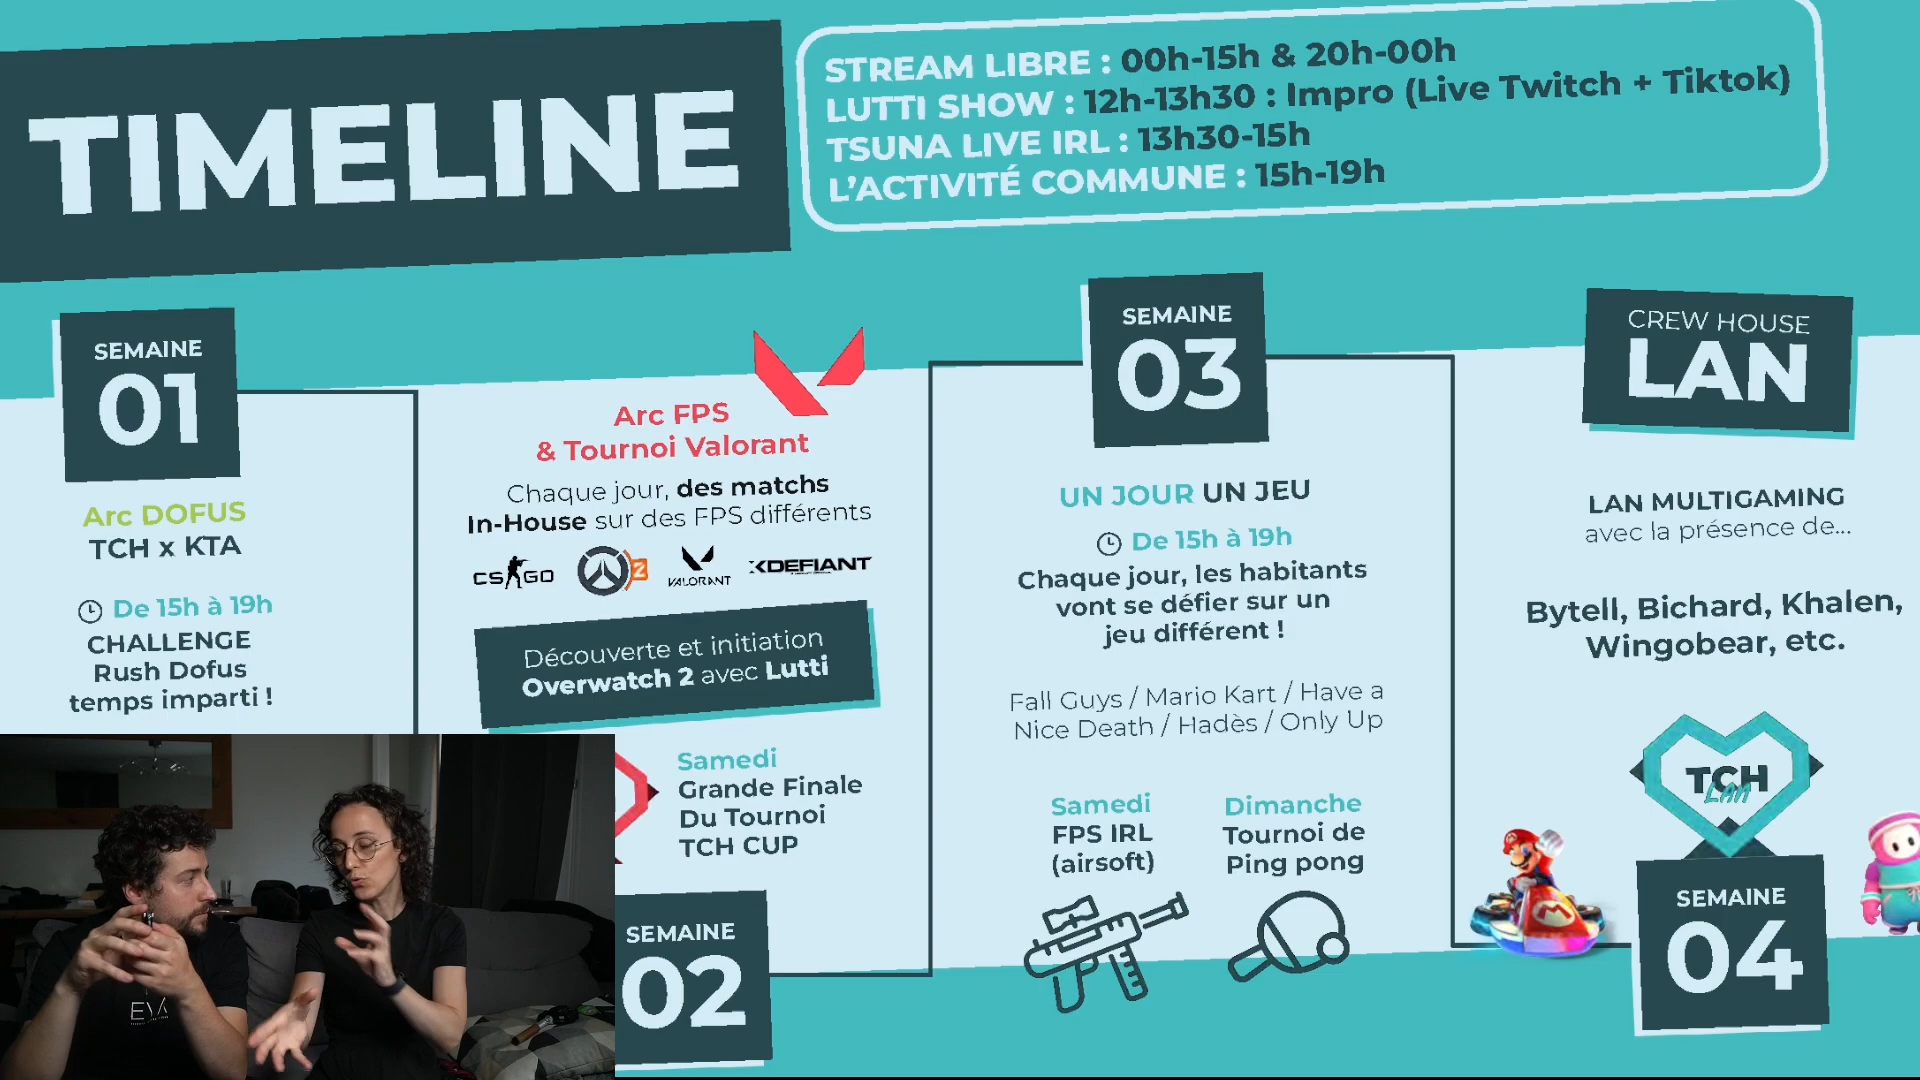 TIMELINE
STREAM LIBRE : 00h-15h & 20h-00h
LUTTI SHOW : 12h-13h30 : Impro (Live Twitch + Tiktok)
TSUNA LIVE IRL : 13h30-15h
L'ACTIVITÉ COMMUNE : 15h-19h
SEMAINE
01
Arc DOFUS
TCH x KTA
De 15h à 19h
CHALLENGE
Rush Dofus
temps imparti !
Arc FPS
& Tournoi Valorant
Chaque jour, des matchs
In-House sur des FPS différents
CS GO
2
VALORANT
XDEFIANT
Découverte et initiation
Overwatch 2 avec Lutti
Samedi
Grande Finale
Du Tournoi
TCH CUP
SEMAINE
02
SEMAINE
03
UN JOUR UN JEU
De 15h à 19h
Chaque jour, les habitants
vont se défier sur un
jeu différent !
Fall Guys / Mario Kart / Have a
Nice Death / Hadès / Only Up
Samedi
FPS IRL
(airsoft)
Dimanche
Tournoi de
Ping pong
CREW HOUSE
LAN
LAN MULTIGAMING
avec la présence de...
Bytell, Bichard, Khalen,
Wingobear, etc.
TCH
LAN
M
SEMAINE
04
EVA